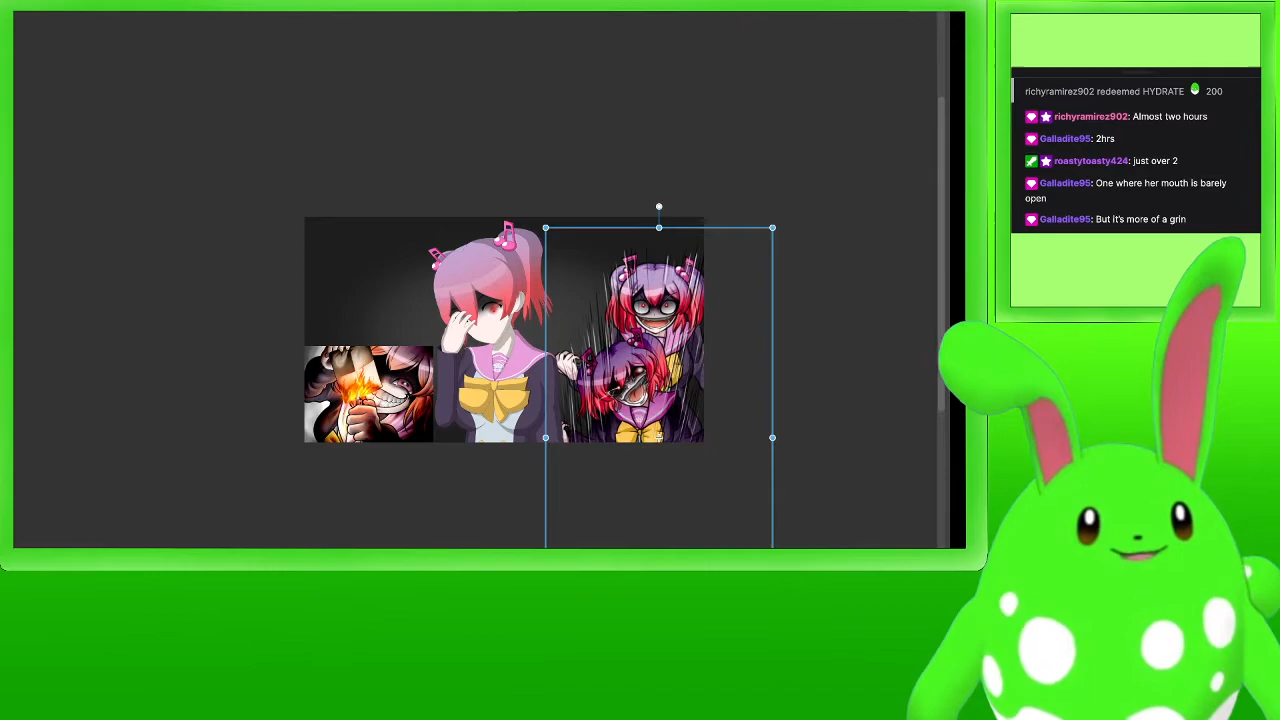 richyramirez902 redeemed HYDRATE 200
richyramirez902: Almost two hours
Galladite95: 2hrs
roastytoasty424: just over 2
Galladite95: One where her mouth is barely
open
Galladite95: But it's more of a grin